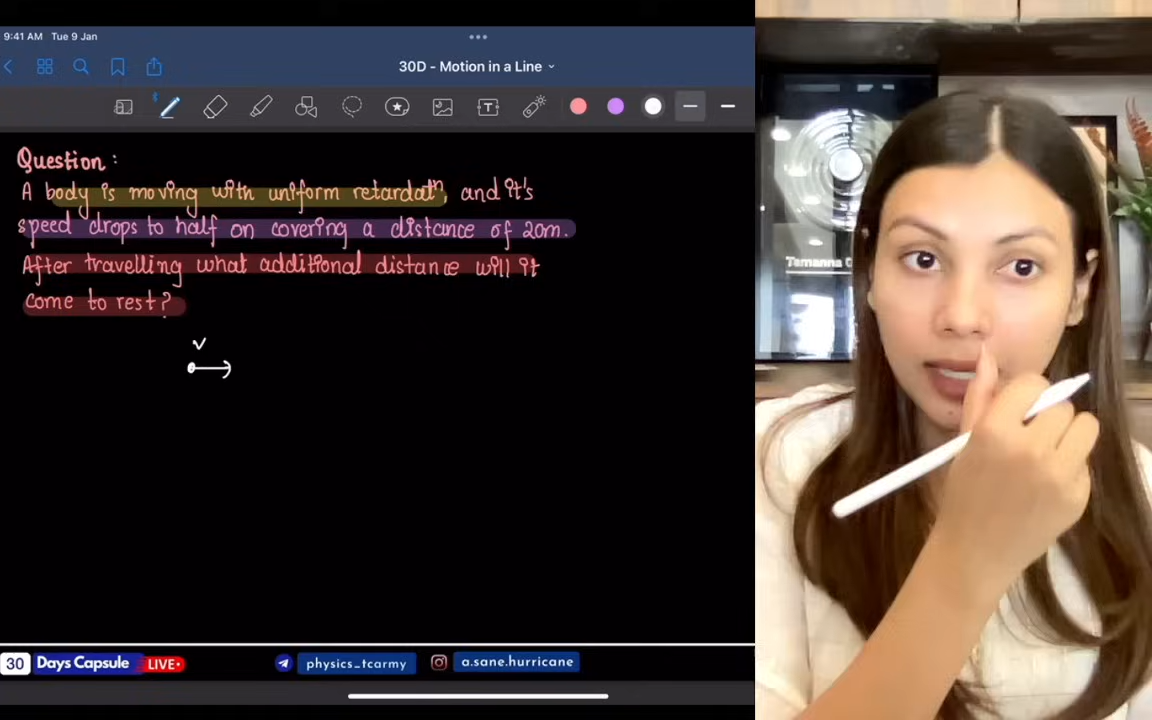 9:41 AM Tue 9 Jan
30D - Motion in a Line
T
Question:
A body is moving with uniform retardatⁿ, and it's
speed drops to half on covering a distance of 20m.
After travelling what additional distance will it
come to rest?
v
Tamanna
30 Days Capsule LIVE
physics_tcarmy
a.sane.hurricane